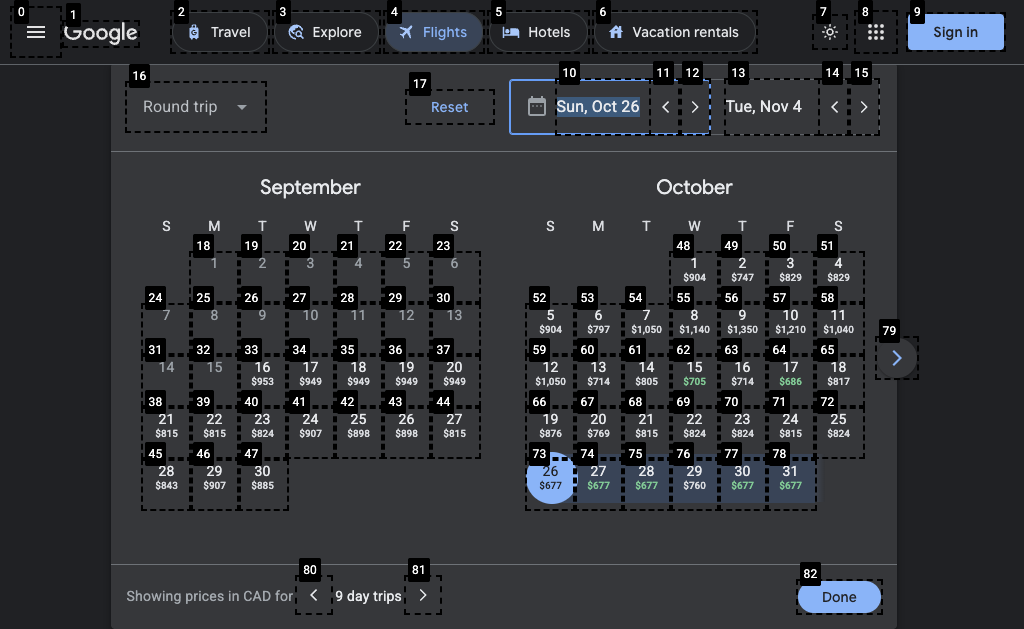 0 1 2 3 4 5 6 7 8 9
Google Travel Explore Flights Hotels Vacation rentals Sign in
16 17 10 11 12 13 14 15
Round trip Reset Sun, Oct 26 Tue, Nov 4
September October
S M T W T F S S M T W T F S
18 19 20 21 22 23 48 49 50 51
1 2 3 4 5 6 1 2 3 4
$904 $747 $829 $829
24 25 26 27 28 29 30 52 53 54 55 56 57 58
7 8 9 10 11 12 13 5 6 7 8 9 10 11
$904 $797 $1,050 $1,140 $1,350 $1,210 $1,040
79
31 32 33 34 35 36 37 59 60 61 62 63 64 65
14 15 16 17 18 19 20 12 13 14 15 16 17 18
$953 $949 $949 $949 $949 $1,050 $714 $805 $705 $714 $686 $817
38 39 40 41 42 43 44 66 67 68 69 70 71 72
21 22 23 24 25 26 27 19 20 21 22 23 24 25
$815 $815 $824 $907 $898 $898 $815 $876 $769 $815 $824 $824 $815 $824
45 46 47 73 74 75 76 77 78
28 29 30 26 27 28 29 30 31
$843 $907 $885 $677 $677 $677 $760 $677 $677
80 81 82
Showing prices in CAD for 9 day trips Done